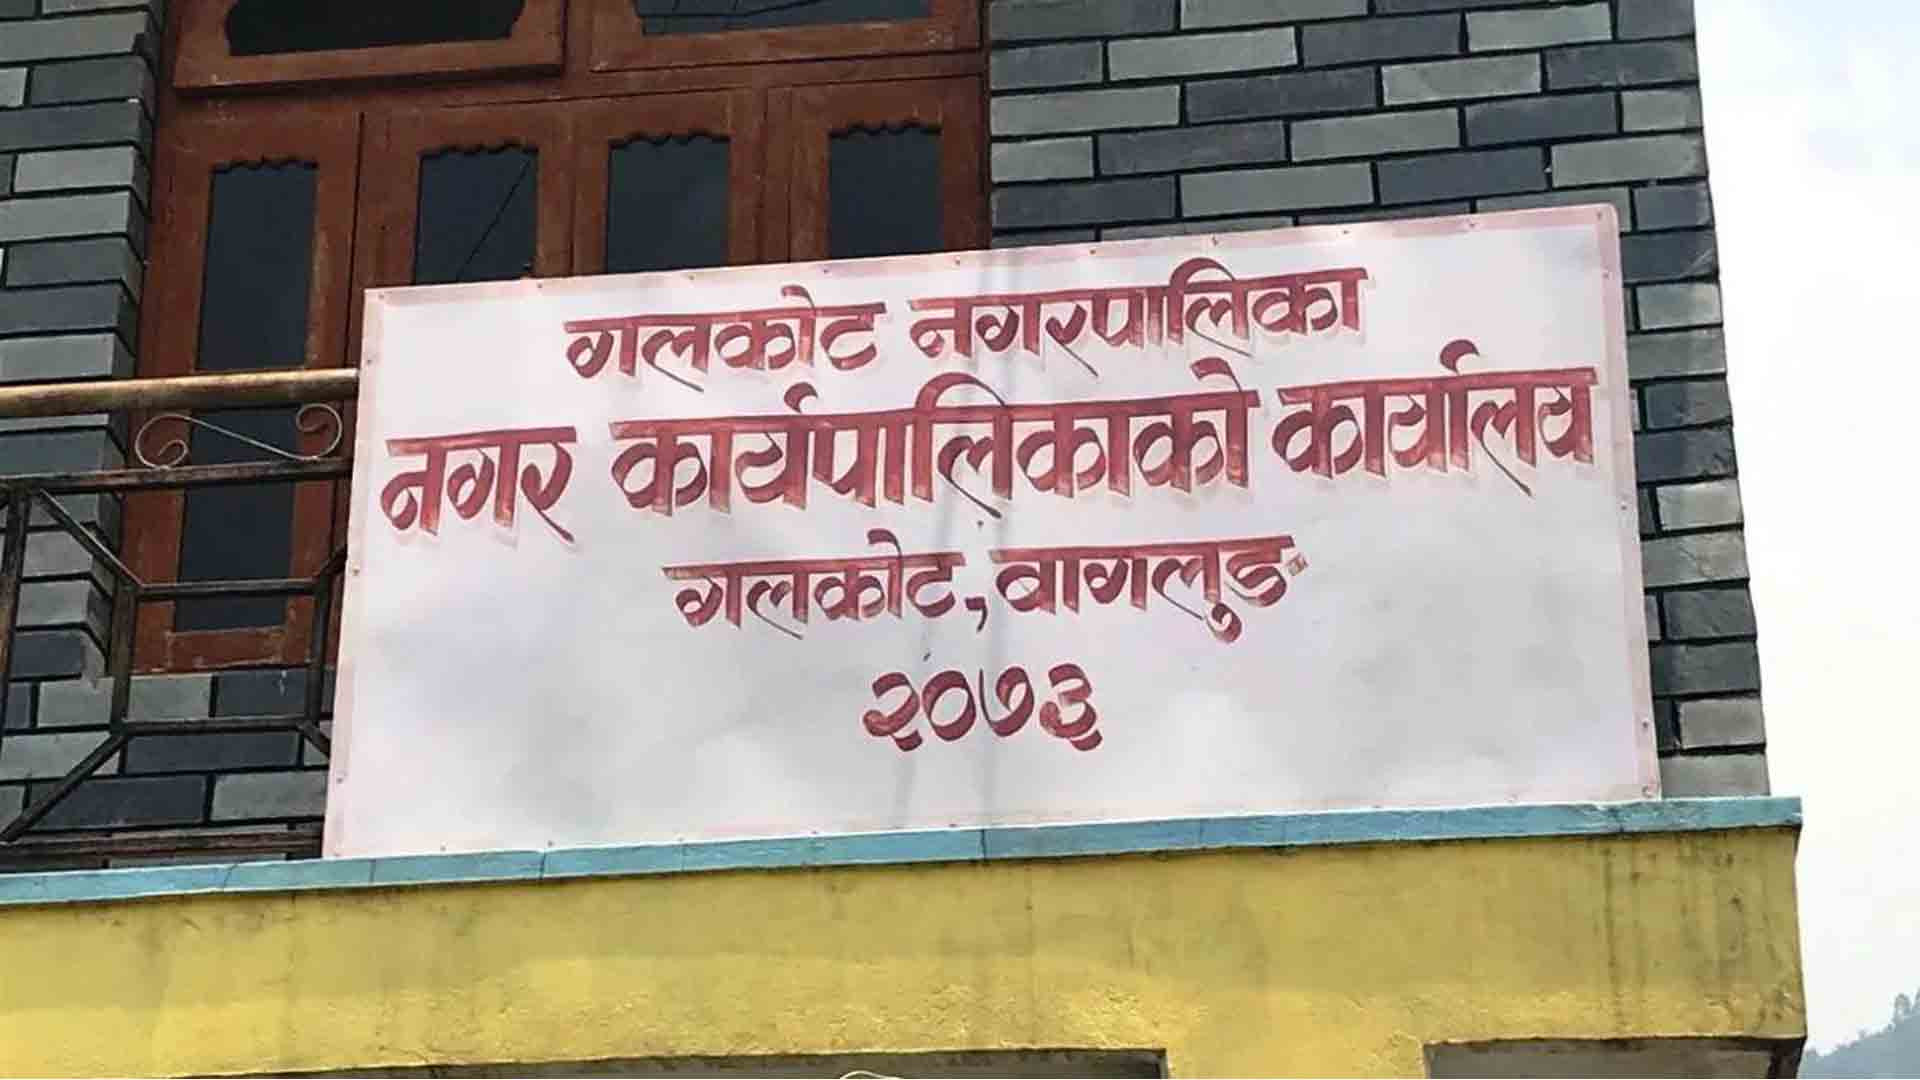 गलकोट नगरपालिका
नगर कार्यपालिकाको कार्यालय
गलकोट, बागलुङ
२०७३